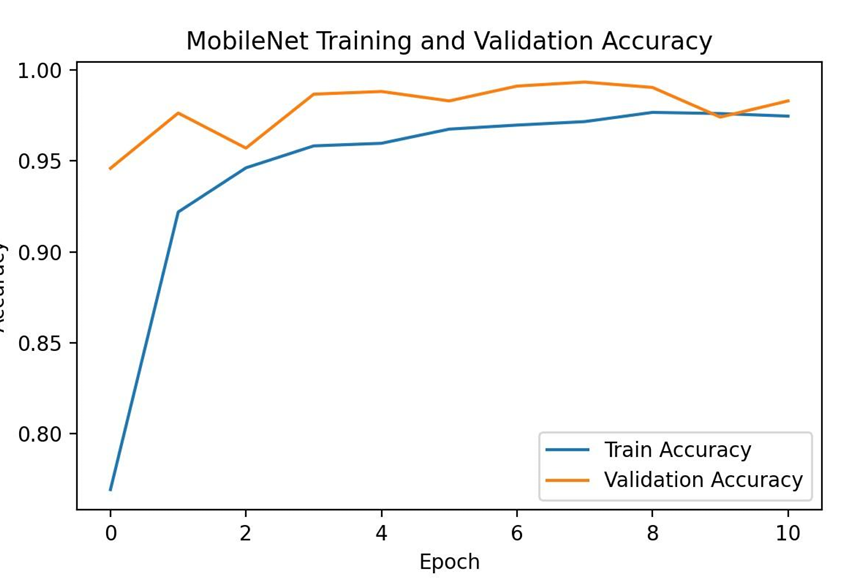 MobileNet Training and Validation Accuracy
1.00
0.95
0.90
0.85
0.80
Train Accuracy
Validation Accuracy
0 2 4 6 8 10
Epoch